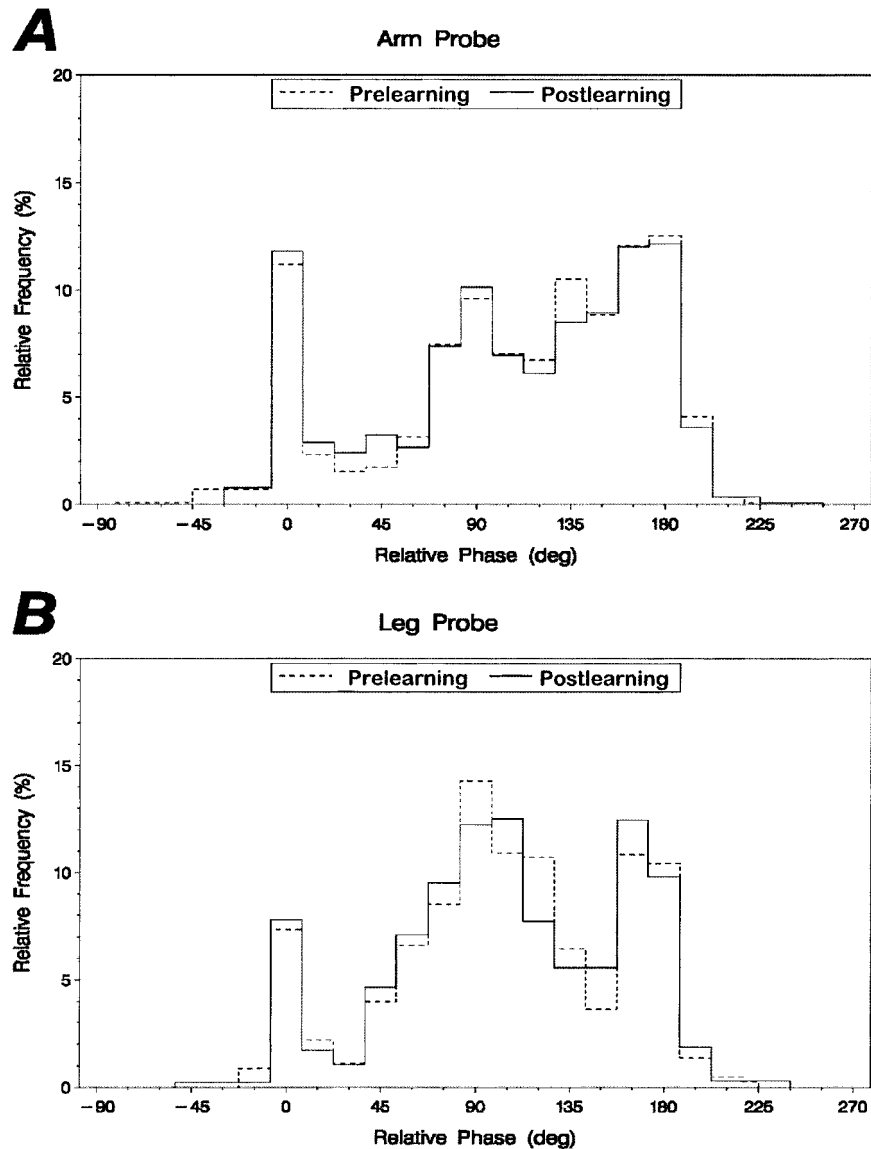 A
Arm Probe
Prelearning Postlearning
20
15
10
5
0
Relative Frequency (%)
−90 −45 0 45 90 135 180 225 270
Relative Phase (deg)
B
Leg Probe
Prelearning Postlearning
20
15
10
5
0
Relative Frequency (%)
−90 −45 0 45 90 135 180 225 270
Relative Phase (deg)